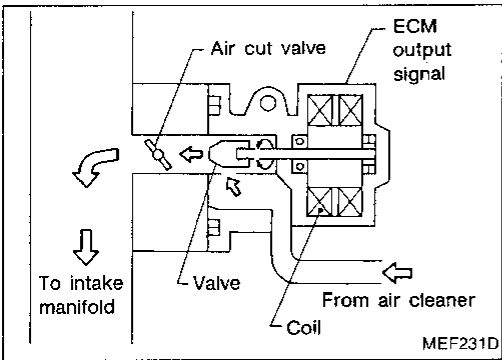 Air cut valve
ECM
output
signal
To intake
manifold
Valve
From air cleaner
Coil
MEF231D